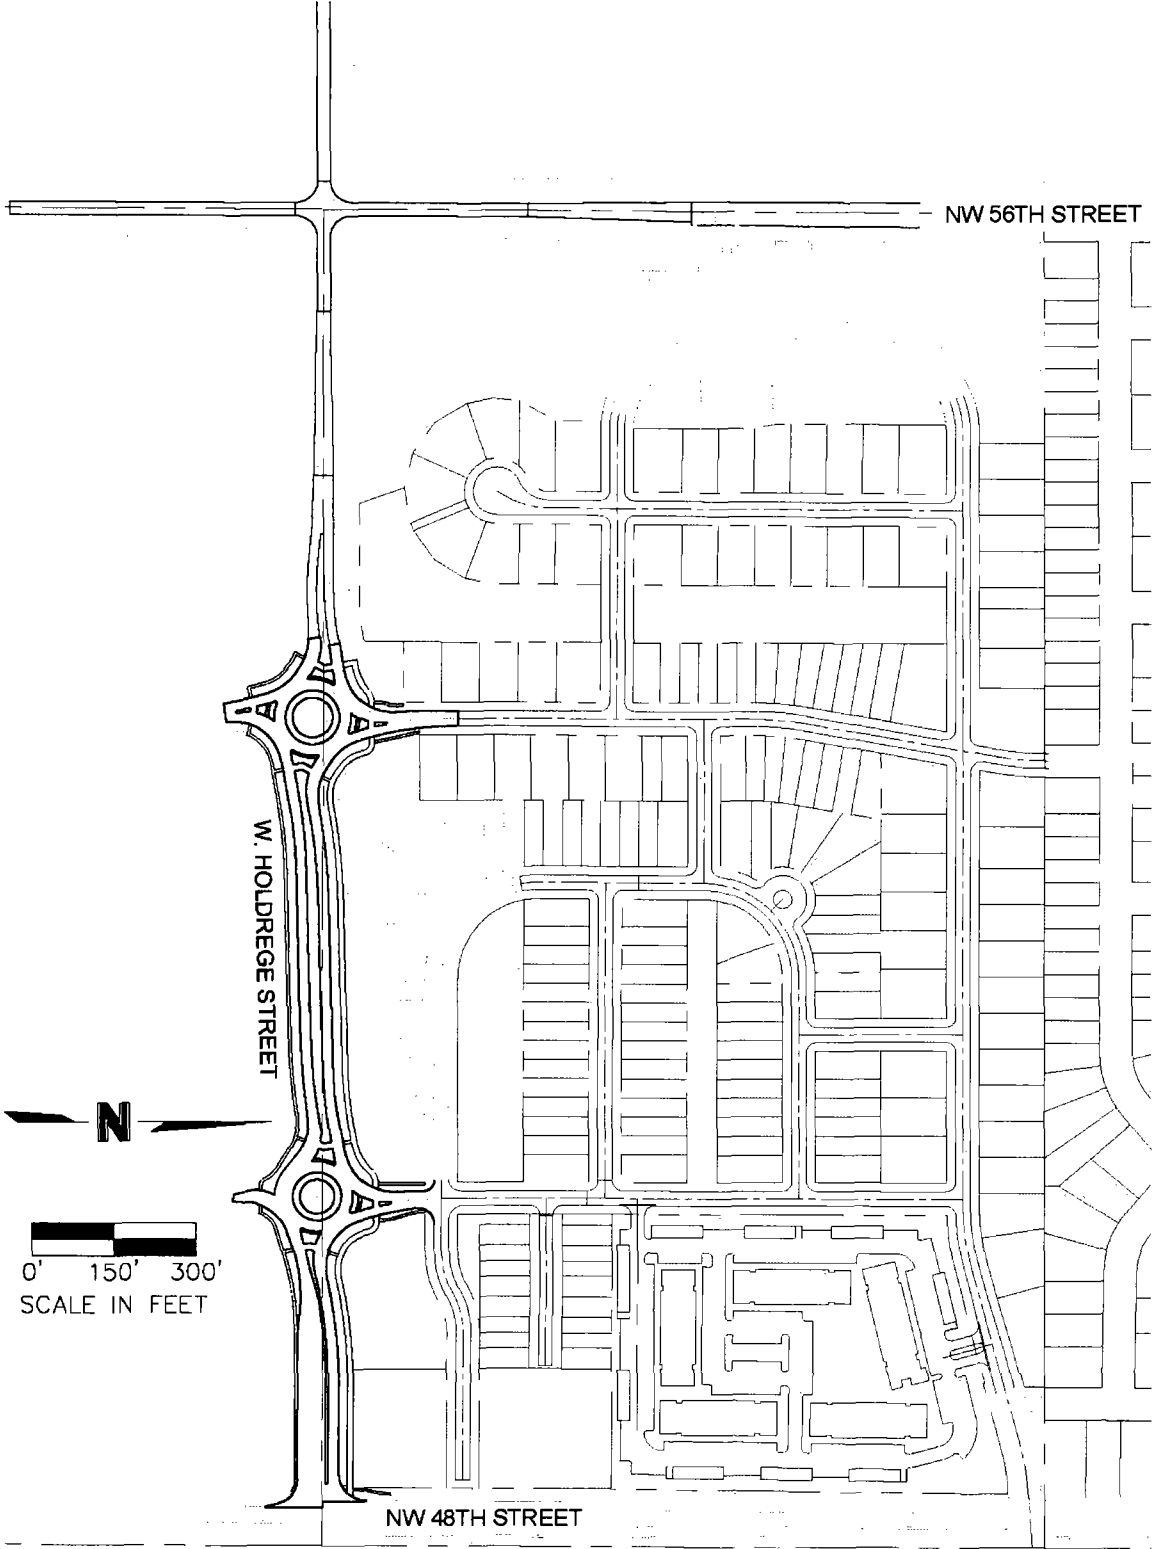 NW 56TH STREET
W. HOLDREGE STREET
N
0' 150' 300'
SCALE IN FEET
NW 48TH STREET